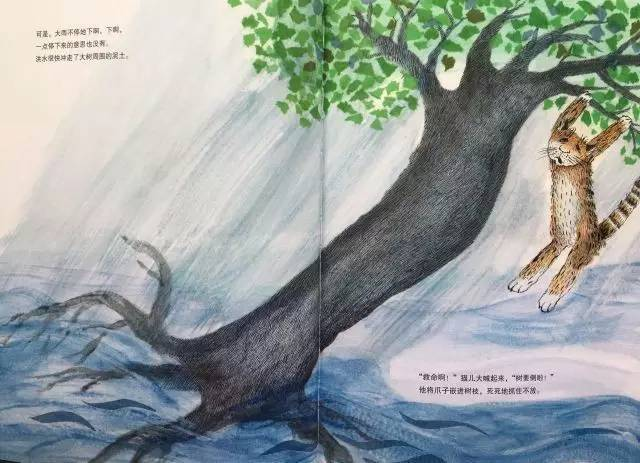 可是，大雨不停地下啊，下啊，
一点停下来的意思也没有。
洪水很快冲走了大树周围的泥土。
“救命啊！”猫儿大喊起来，“树要倒啦！”
他将爪子嵌进树枝，死死地抓住不放。